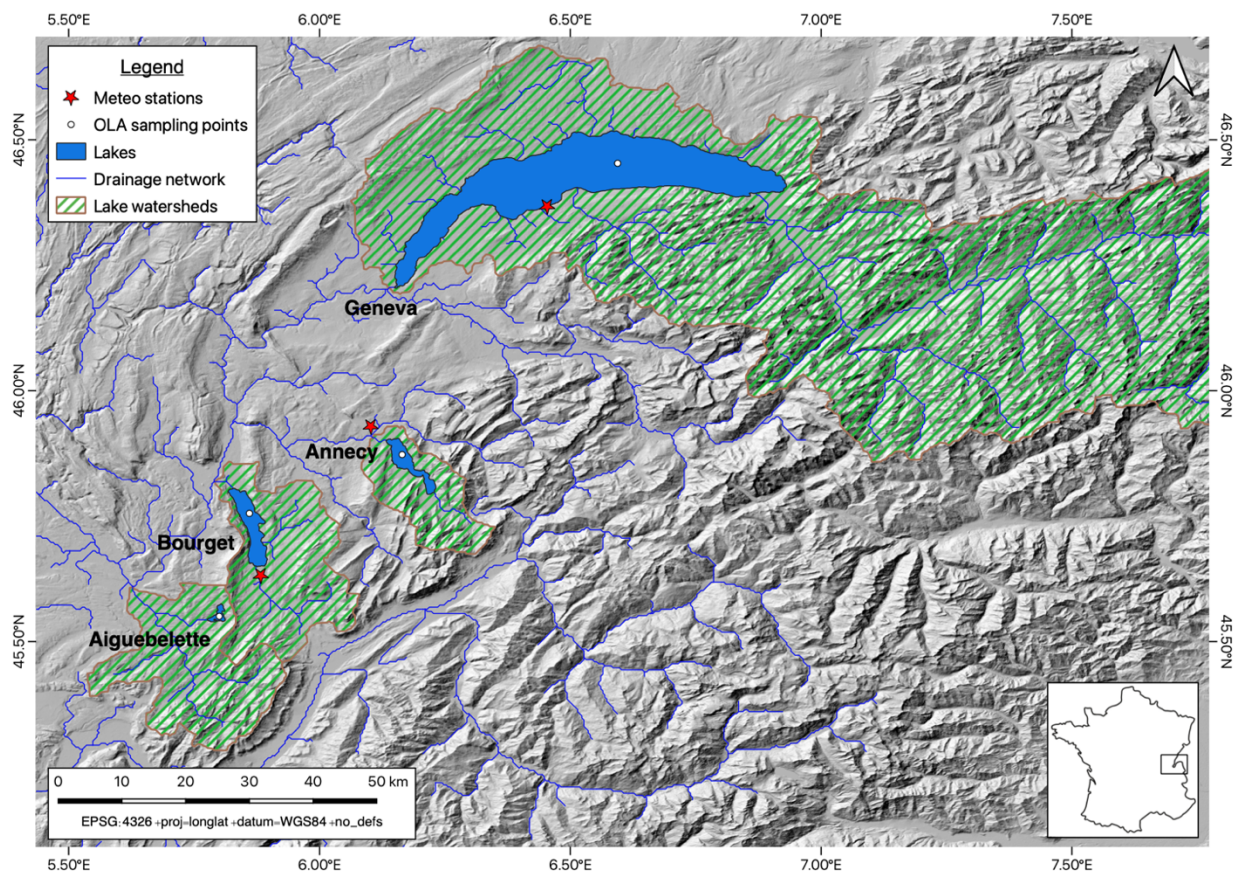 5.50°E 6.00°E 6.50°E 7.00°E 7.50°E
Legend
Meteo stations
OLA sampling points
Lakes
Drainage network
Lake watersheds
46.50°N 46.50°N
Geneva
46.00°N 46.00°N
Annecy
Bourget
Aiguebelette
45.50°N 45.50°N
0 10 20 30 40 50 km
EPSG:4326 +proj=longlat +datum=WGS84 +no_defs
5.50°E 6.00°E 6.50°E 7.00°E 7.50°E